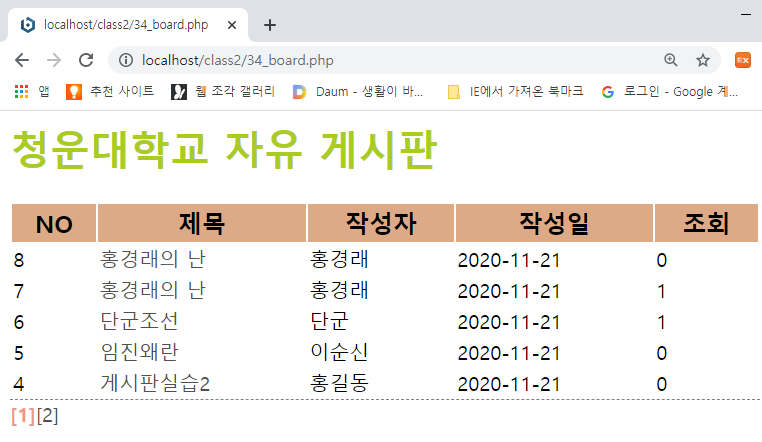 localhost/class2/34_board.php
localhost/class2/34_board.php
앱 추천 사이트 웹 조각 갤러리 Daum - 생활이 바... IE에서 가져온 북마크 로그인 - Google 계...
청운대학교 자유 게시판
NO 제목 작성자 작성일 조회
8 홍경래의 난 홍경래 2020-11-21 0
7 홍경래의 난 홍경래 2020-11-21 1
6 단군조선 단군 2020-11-21 1
5 임진왜란 이순신 2020-11-21 0
4 게시판실습2 홍길동 2020-11-21 0
[1][2]